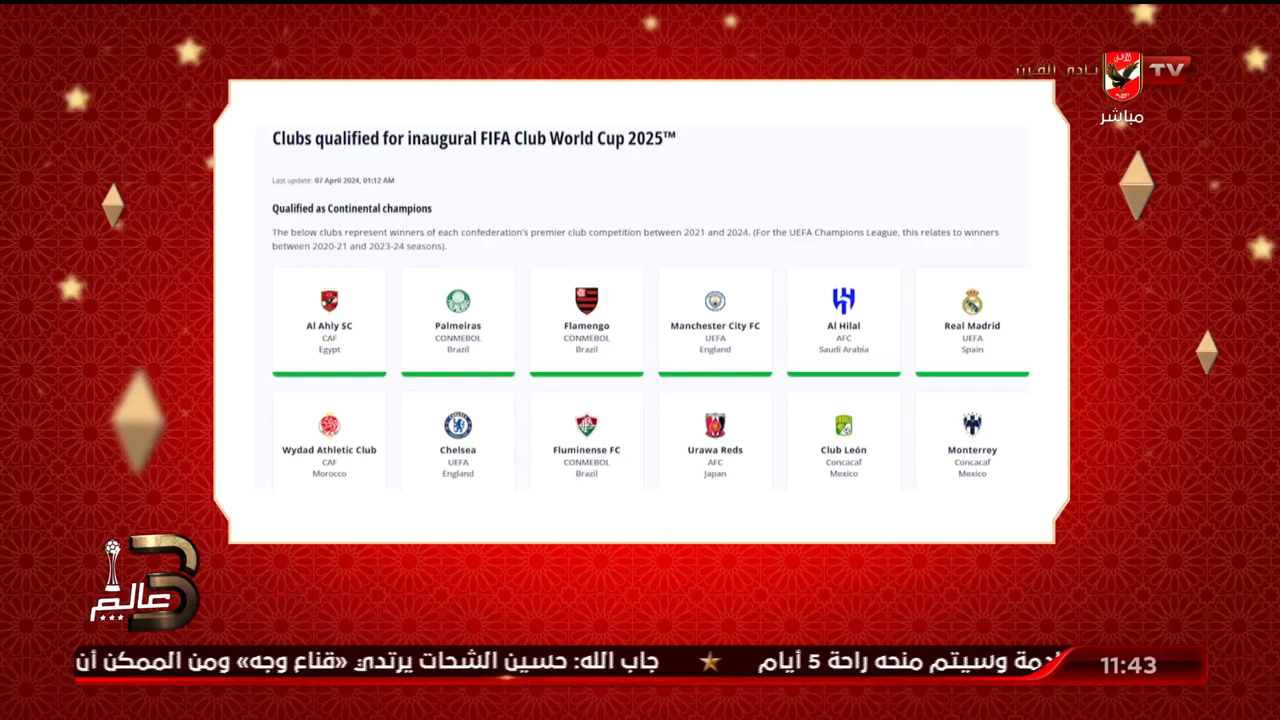 نادي القرن
TV
مباشر
Clubs qualified for inaugural FIFA Club World Cup 2025™
Last update: 07 April 2024, 01:12 AM
Qualified as Continental champions
The below clubs represent winners of each confederation's premier club competition between 2021 and 2024. (For the UEFA Champions League, this relates to winners
between 2020-21 and 2023-24 seasons).
Al Ahly SC
CAF
Egypt
Palmeiras
CONMEBOL
Brazil
Flamengo
CONMEBOL
Brazil
Manchester City FC
UEFA
England
Al Hilal
AFC
Saudi Arabia
Real Madrid
UEFA
Spain
Wydad Athletic Club
CAF
Morocco
Chelsea
UEFA
England
Fluminense FC
CONMEBOL
Brazil
Urawa Reds
AFC
Japan
Club León
Concacaf
Mexico
Monterrey
Concacaf
Mexico
3
عالم
وسيتم منحه راحة 5 أيام
جاب الله: حسين الشحات يرتدي «قناع وجه» ومن الممكن أن
11:43